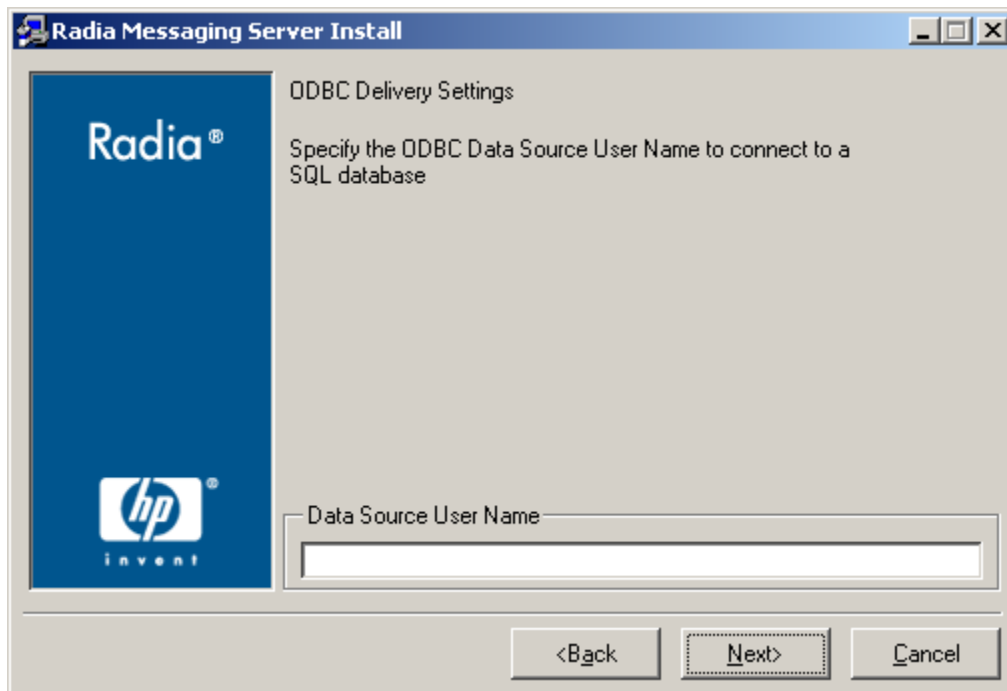 Radia Messaging Server Install
Radia®
ODBC Delivery Settings
Specify the ODBC Data Source User Name to connect to a
SQL database
hp®
invent
Data Source User Name
<Back
Next>
Cancel